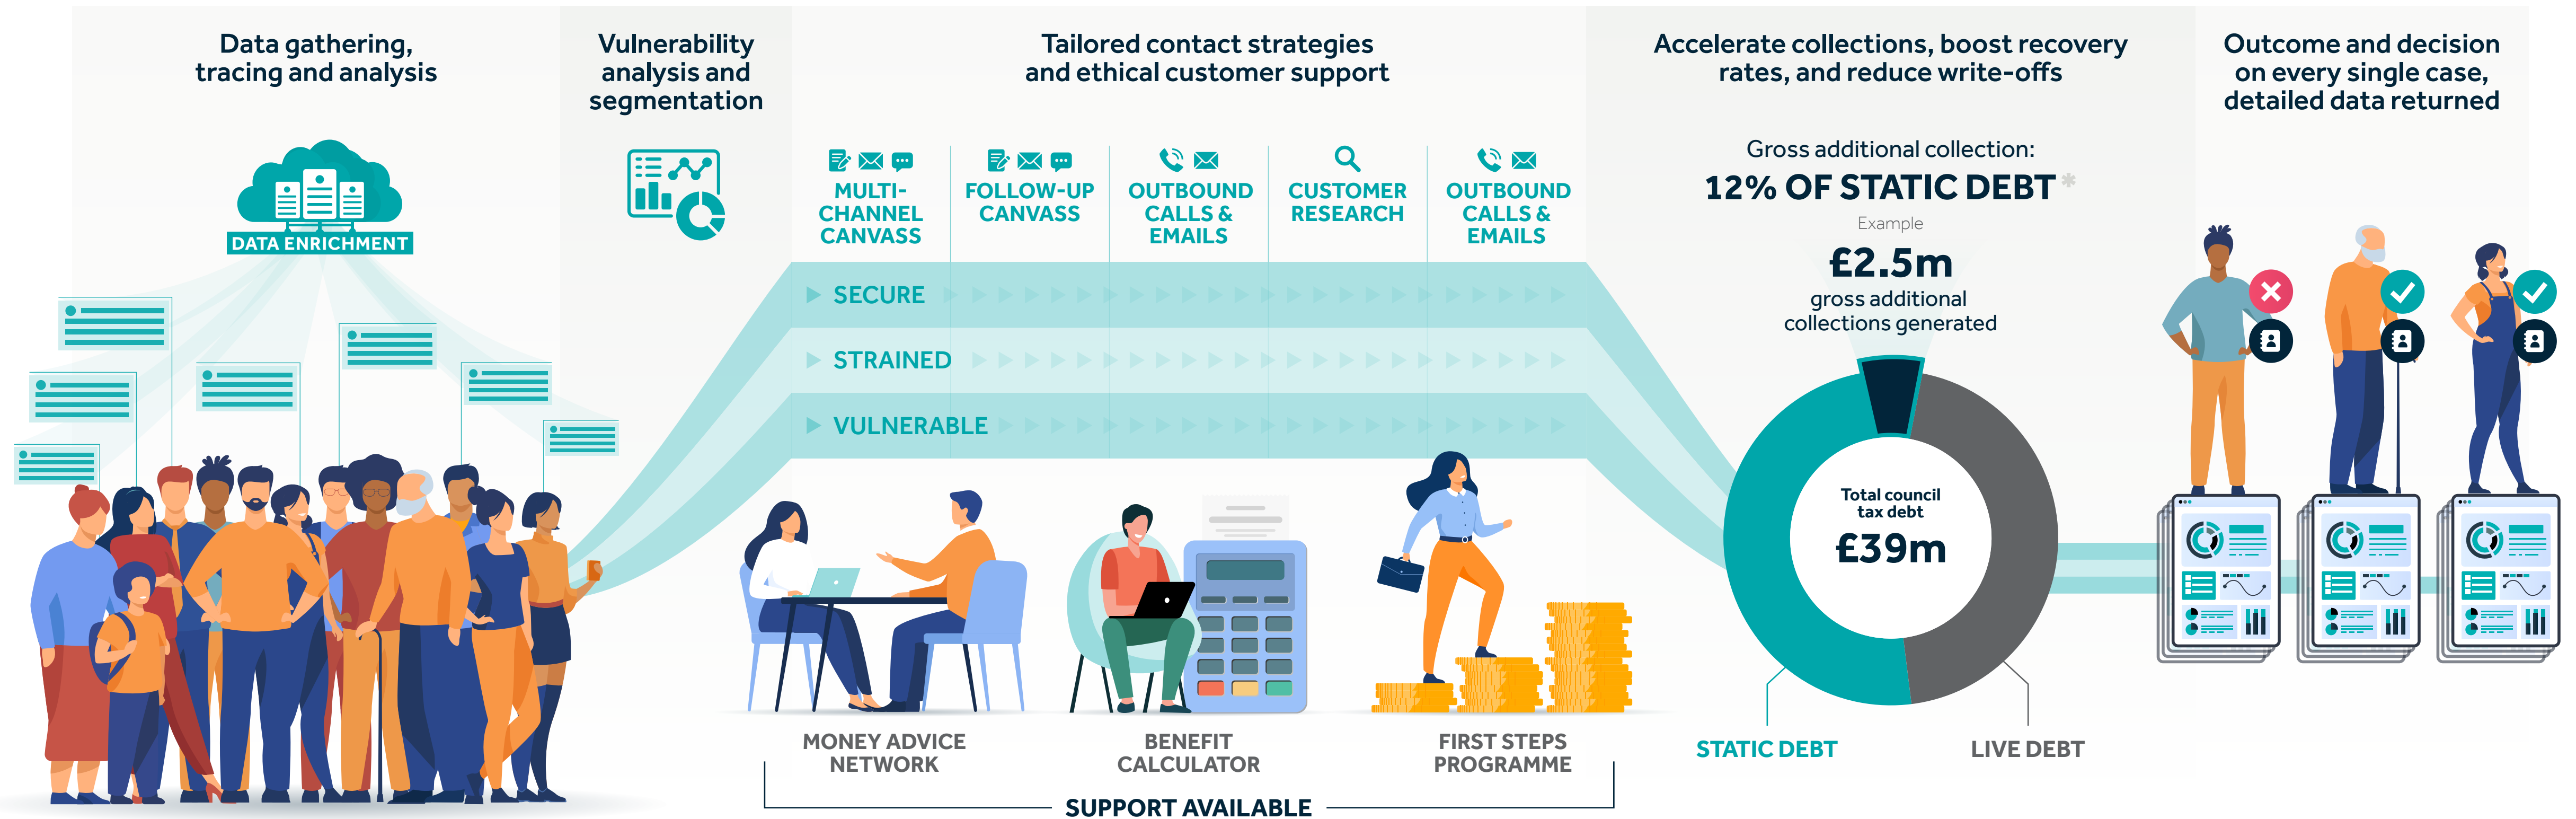 Data gathering,
tracing and analysis
DATA ENRICHMENT
Vulnerability
analysis and
segmentation
Tailored contact strategies
and ethical customer support
MULTI-
CHANNEL
CANVASS
FOLLOW-UP
CANVASS
OUTBOUND
CALLS &
EMAILS
CUSTOMER
RESEARCH
OUTBOUND
CALLS &
EMAILS
SECURE
STRAINED
VULNERABLE
MONEY ADVICE
NETWORK
BENEFIT
CALCULATOR
FIRST STEPS
PROGRAMME
SUPPORT AVAILABLE
Accelerate collections, boost recovery
rates, and reduce write-offs
Gross additional collection:
12% OF STATIC DEBT*
Example
£2.5m
gross additional
collections generated
Total council
tax debt
£39m
STATIC DEBT
LIVE DEBT
Outcome and decision
on every single case,
detailed data returned